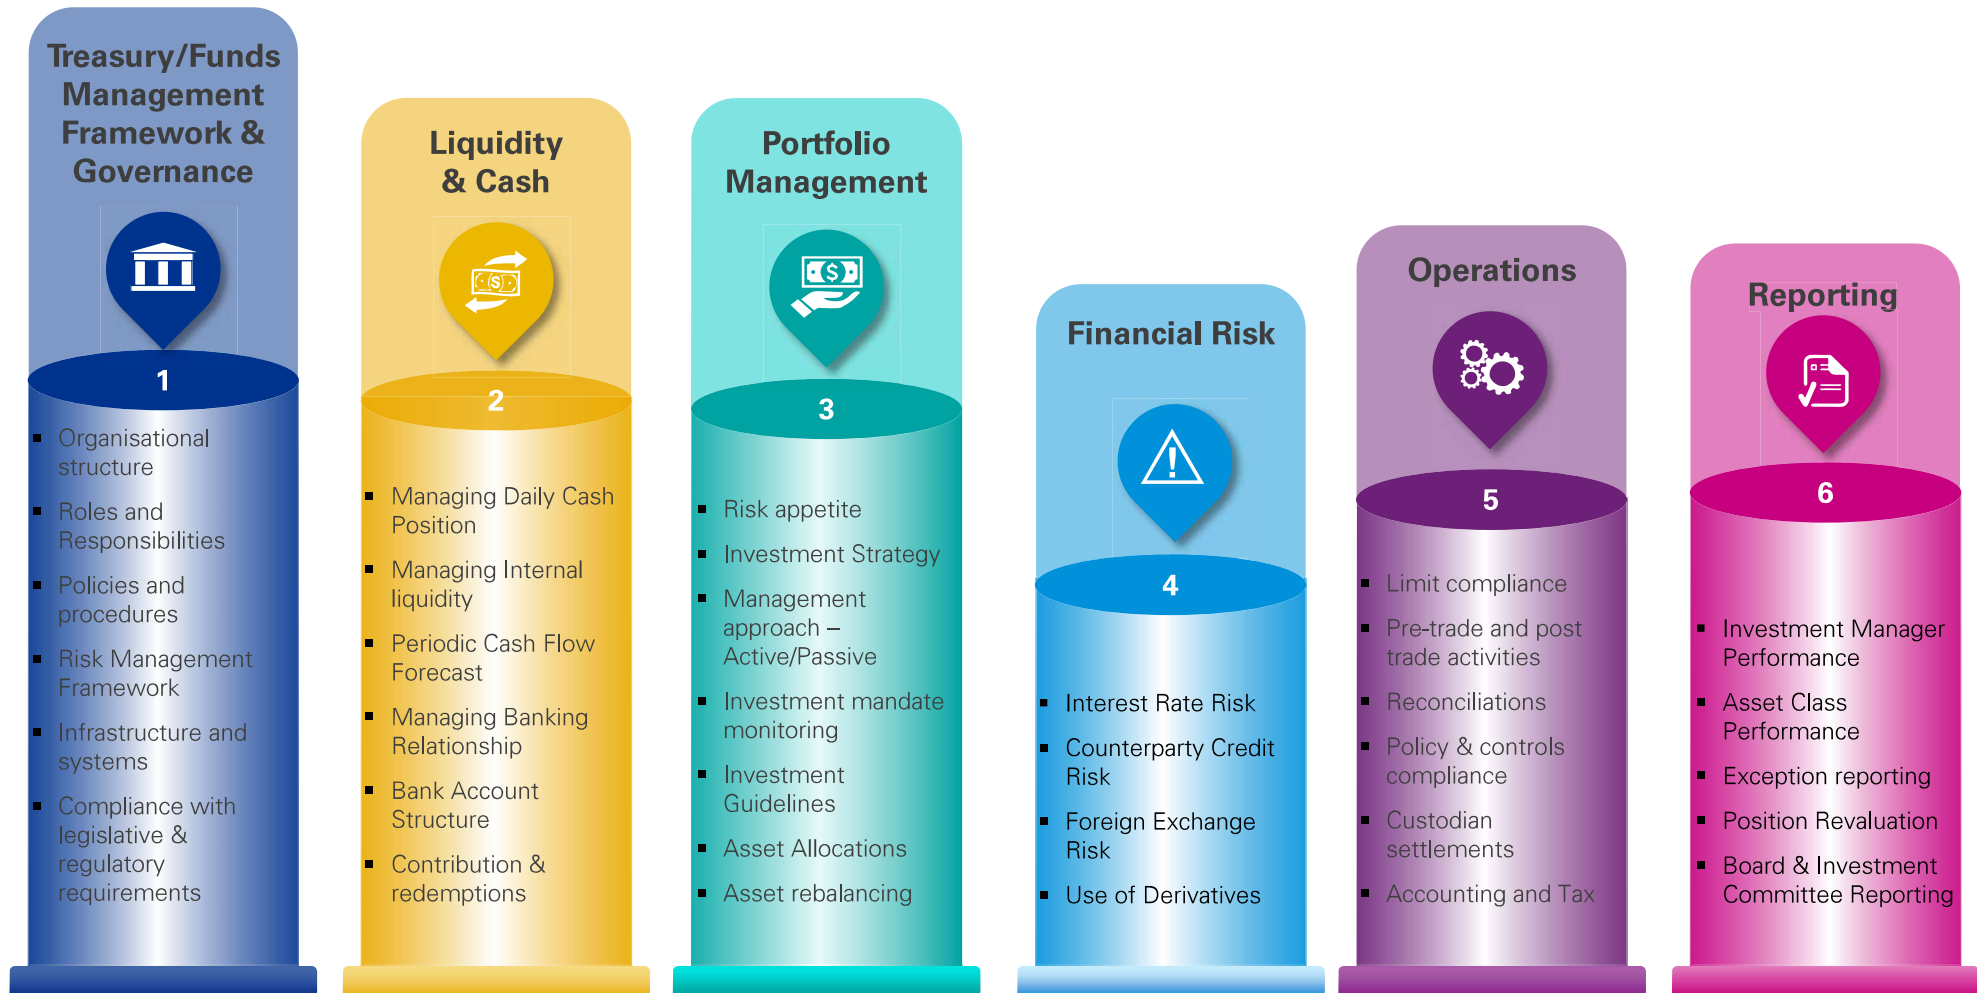 Treasury/Funds
Management
Framework &
Governance
1
Organisational
structure
Roles and
Responsibilities
Policies and
procedures
Risk Management
Framework
Infrastructure and
systems
Compliance with
legislative &
regulatory
requirements
Liquidity
& Cash
2
Managing Daily Cash
Position
Managing Internal
liquidity
Periodic Cash Flow
Forecast
Managing Banking
Relationship
Bank Account
Structure
Contribution &
redemptions
Portfolio
Management
3
Risk appetite
Investment Strategy
Management
approach –
Active/Passive
Investment mandate
monitoring
Investment
Guidelines
Asset Allocations
Asset rebalancing
Financial Risk
4
Interest Rate Risk
Counterparty Credit
Risk
Foreign Exchange
Risk
Use of Derivatives
Operations
5
Limit compliance
Pre-trade and post
trade activities
Reconciliations
Policy & controls
compliance
Custodian
settlements
Accounting and Tax
Reporting
6
Investment Manager
Performance
Asset Class
Performance
Exception reporting
Position Revaluation
Board & Investment
Committee Reporting